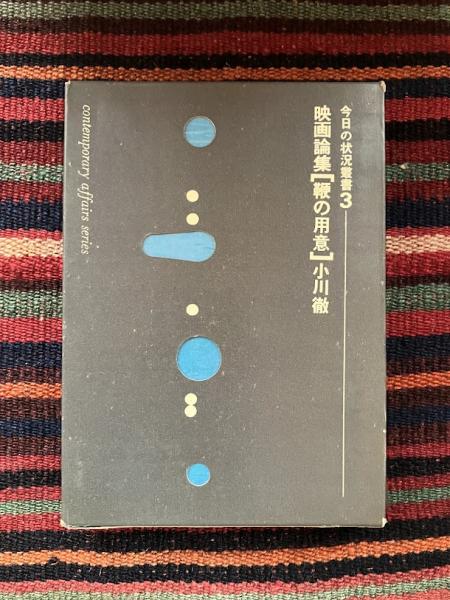 今日の状況叢書3
映画論集【鞭の用意】小川徹
contemporary affairs series